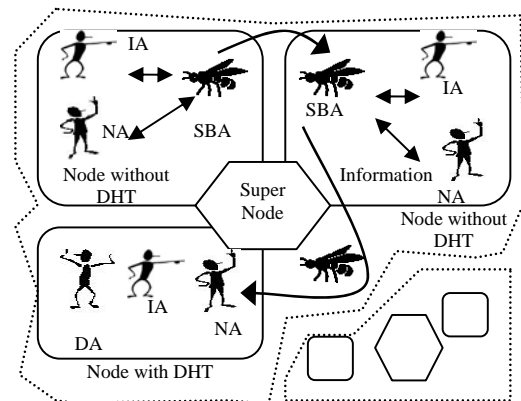 IA
NA
SBA
Node without
DHT
SBA
IA
Information
NA
Node without
DHT
Super
Node
DA
IA
NA
Node with DHT